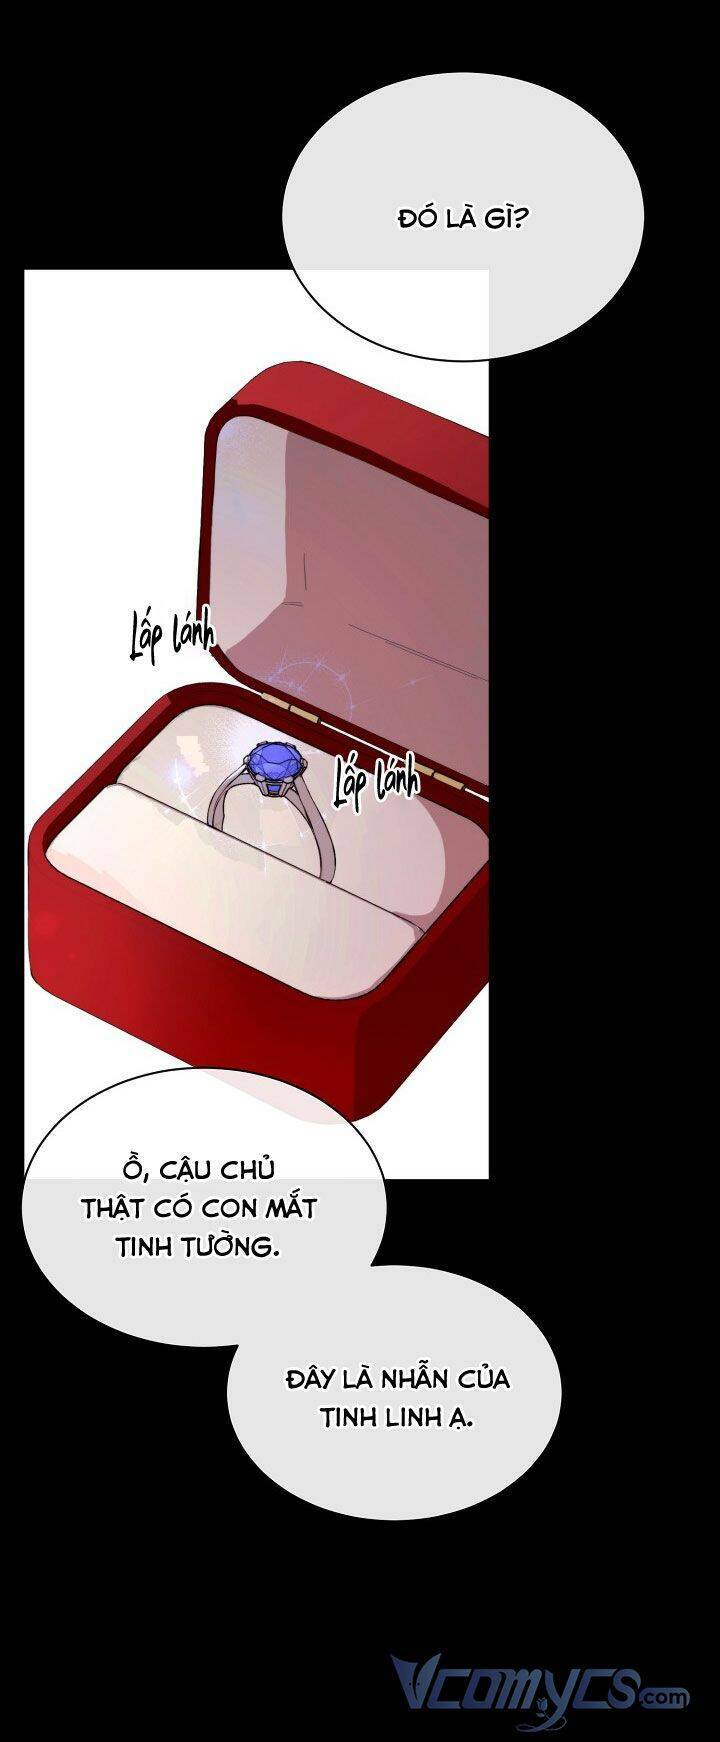 ĐÓ LÀ GÌ?
Lấp lánh
Lấp lánh
Ồ, CẬU CHỦ
THẬT CÓ CON MẮT
TINH TƯỜNG.
ĐÂY LÀ NHẪN CỦA
TINH LINH Ạ.
VCOMYCS.com